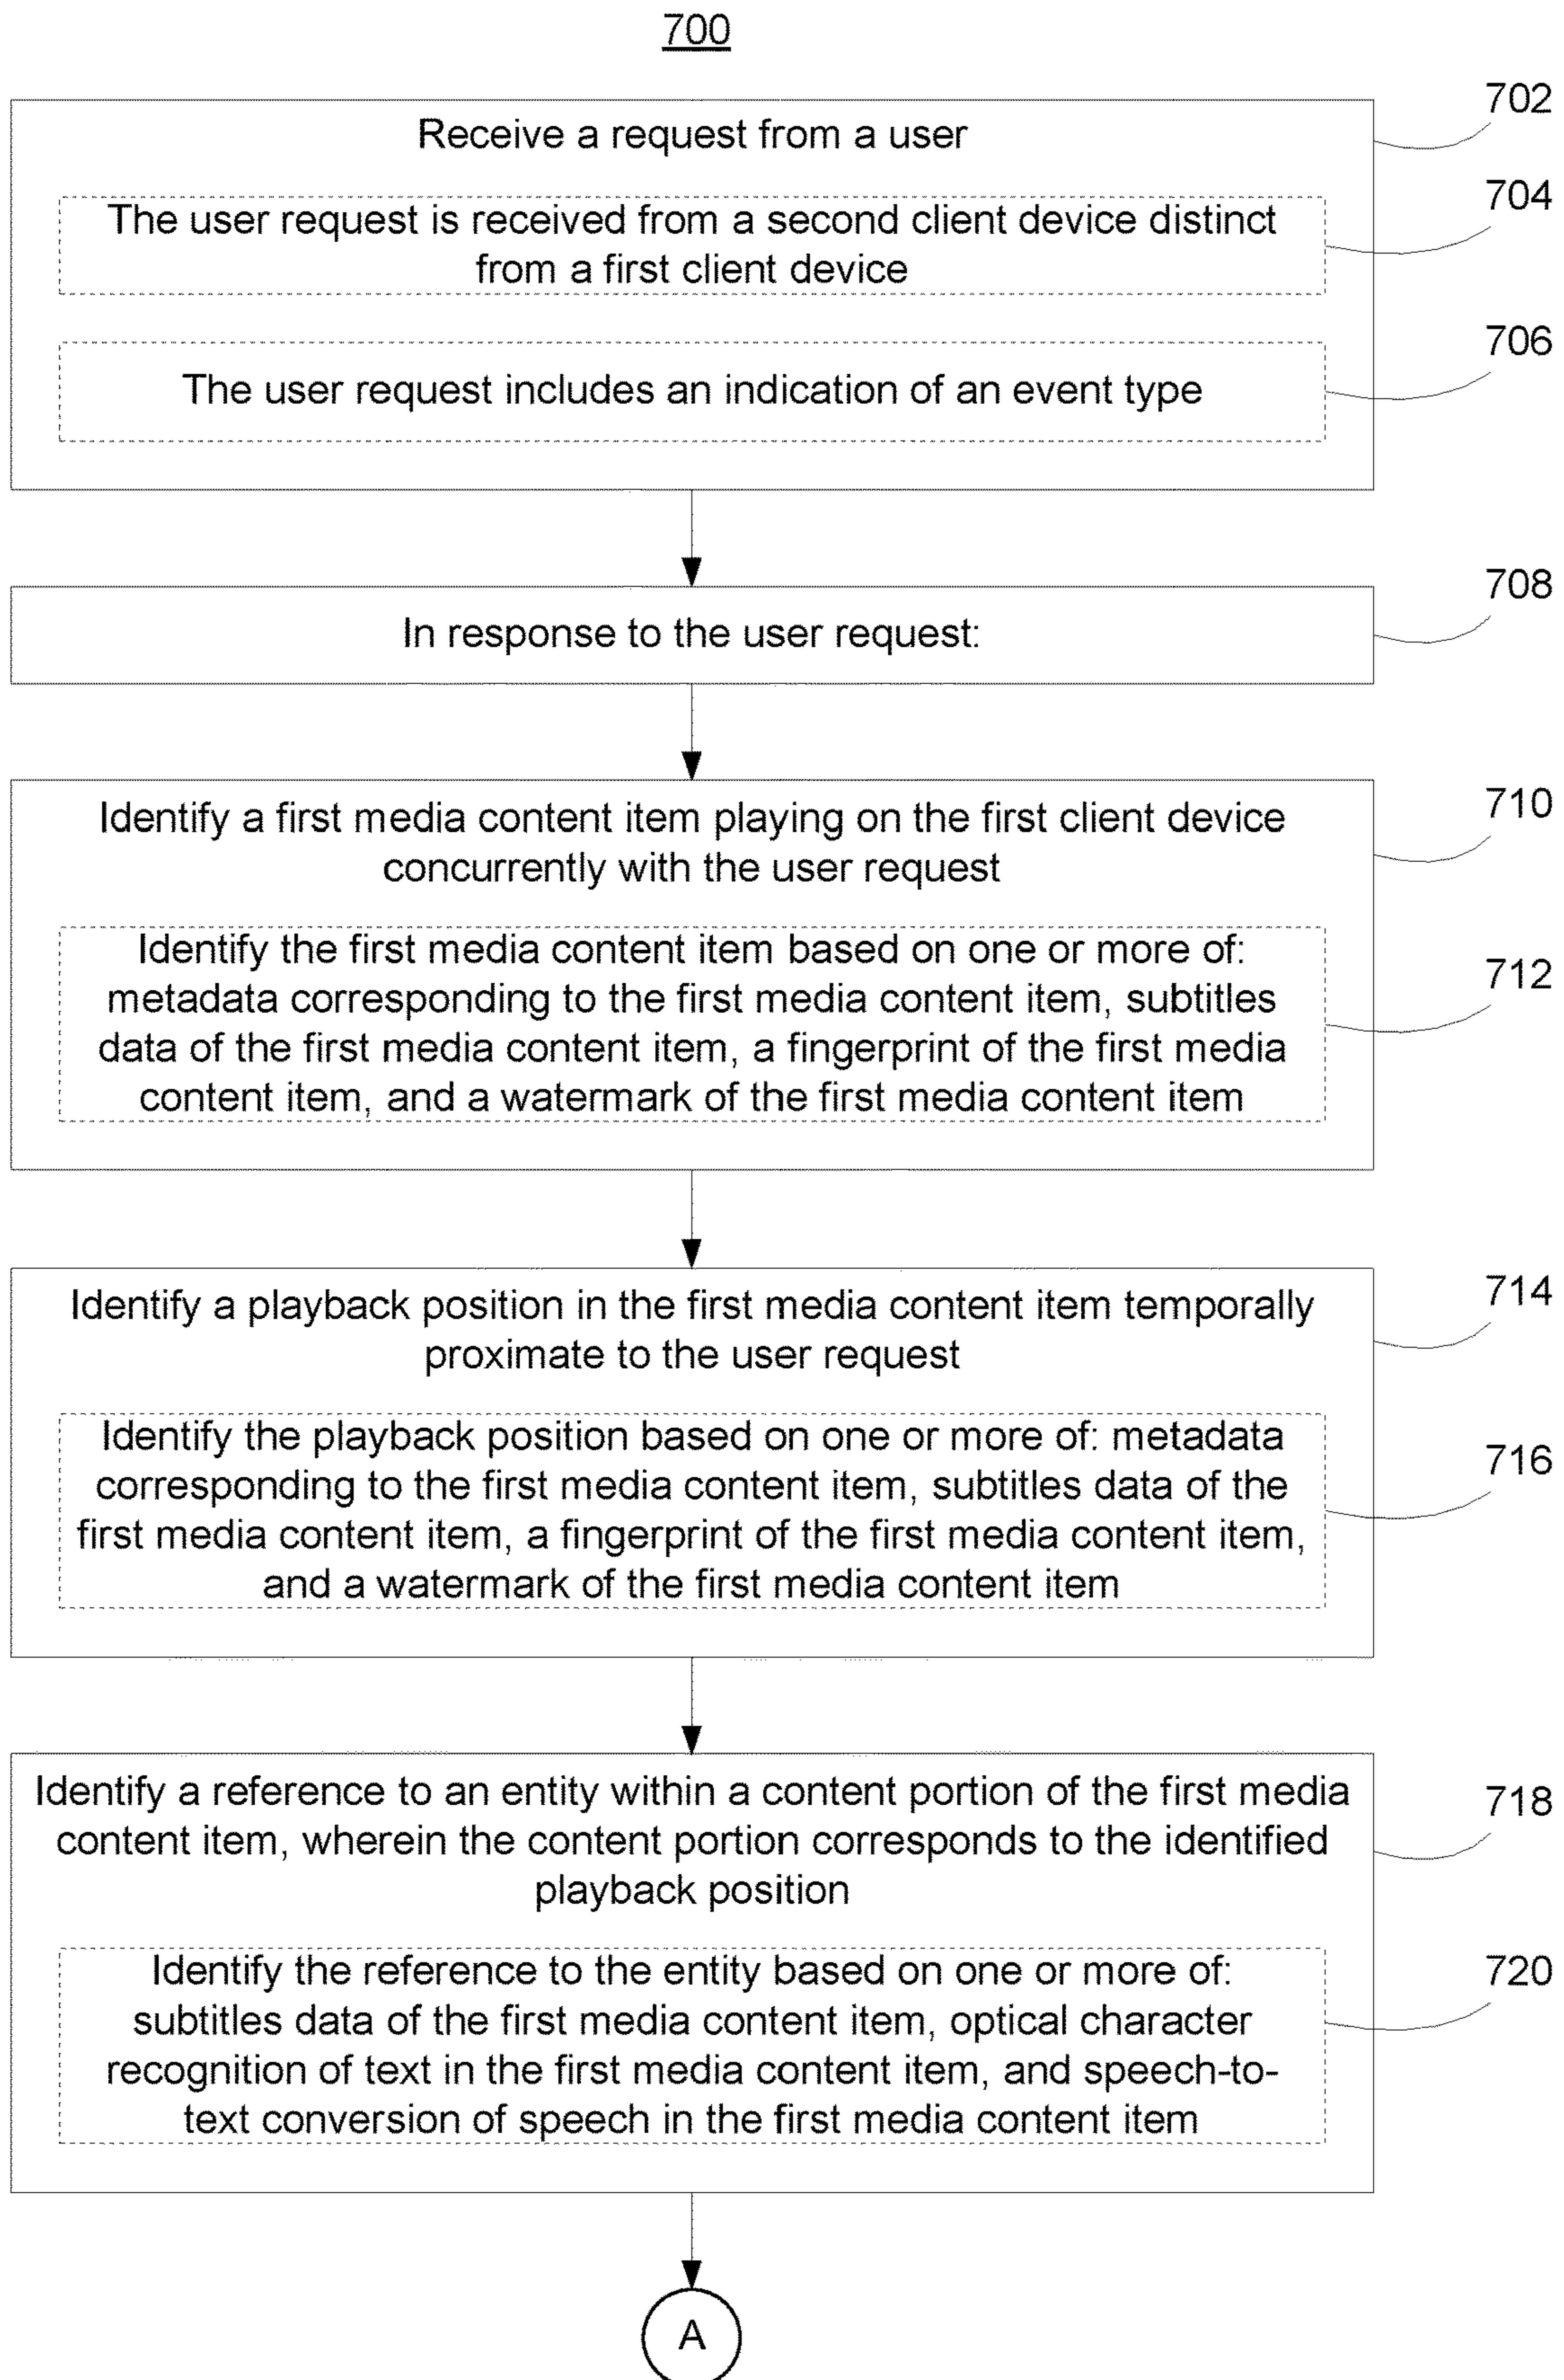 700
702
Receive a request from a user
704
The user request is received from a second client device distinct
from a first client device
706
The user request includes an indication of an event type
708
In response to the user request:
710
Identify a first media content item playing on the first client device
concurrently with the user request
712
Identify the first media content item based on one or more of:
metadata corresponding to the first media content item, subtitles
data of the first media content item, a fingerprint of the first media
content item, and a watermark of the first media content item
714
Identify a playback position in the first media content item temporally
proximate to the user request
716
Identify the playback position based on one or more of: metadata
corresponding to the first media content item, subtitles data of the
first media content item, a fingerprint of the first media content item,
and a watermark of the first media content item
718
Identify a reference to an entity within a content portion of the first media
content item, wherein the content portion corresponds to the identified
playback position
720
Identify the reference to the entity based on one or more of:
subtitles data of the first media content item, optical character
recognition of text in the first media content item, and speech-to-
text conversion of speech in the first media content item
A